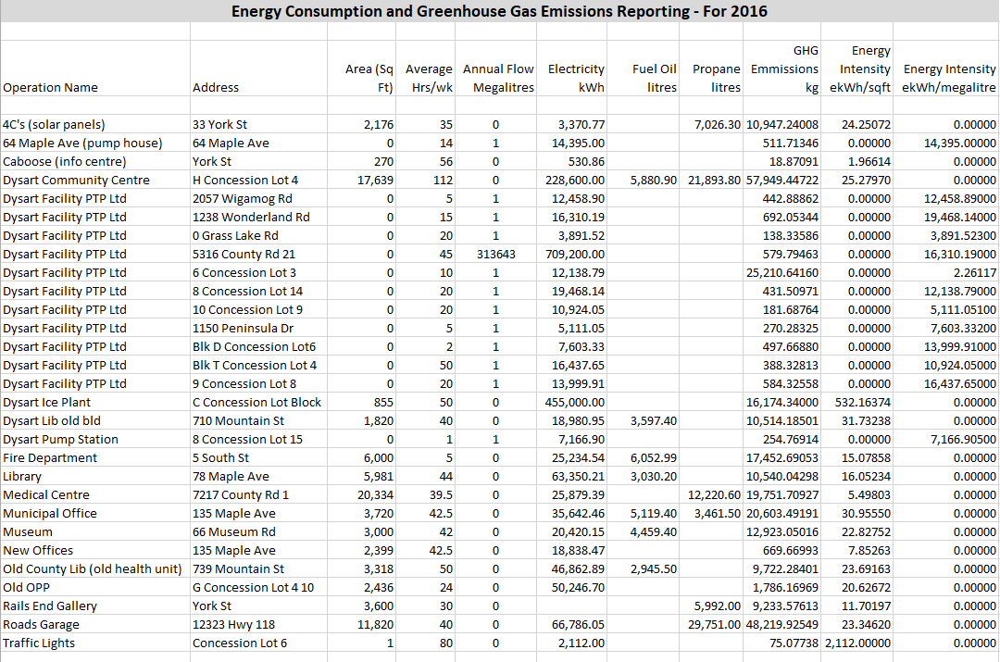 Energy Consumption and Greenhouse Gas Emissions Reporting - For 2016
GHG Energy
Area (Sq Average Annual Flow Electricity Fuel Oil Propane Emmissions Intensity Energy Intensity
Operation Name Address Ft) Hrs/wk Megalitres kWh litres litres kg ekWh/sqft ekWh/megalitre
4C's (solar panels) 33 York St 2,176 35 0 3,370.77 7,026.30 10,947.24008 24.25072 0.00000
64 Maple Ave (pump house) 64 Maple Ave 0 14 1 14,395.00 511.71346 0.00000 14,395.00000
Caboose (info centre) York St 270 56 0 530.86 18.87091 1.96614 0.00000
Dysart Community Centre H Concession Lot 4 17,639 112 0 228,600.00 5,880.90 21,893.80 57,949.44722 25.27970 0.00000
Dysart Facility PTP Ltd 2057 Wigamog Rd 0 5 1 12,458.90 442.88862 0.00000 12,458.89000
Dysart Facility PTP Ltd 1238 Wonderland Rd 0 15 1 16,310.19 692.05344 0.00000 19,468.14000
Dysart Facility PTP Ltd 0 Grass Lake Rd 0 20 1 3,891.52 138.33586 0.00000 3,891.52300
Dysart Facility PTP Ltd 5316 County Rd 21 0 45 313643 709,200.00 579.79463 0.00000 16,310.19000
Dysart Facility PTP Ltd 6 Concession Lot 3 0 10 1 12,138.79 25,210.64160 0.00000 2.26117
Dysart Facility PTP Ltd 8 Concession Lot 14 0 20 1 19,468.14 431.50971 0.00000 12,138.79000
Dysart Facility PTP Ltd 10 Concession Lot 9 0 20 1 10,924.05 181.68764 0.00000 5,111.05100
Dysart Facility PTP Ltd 1150 Peninsula Dr 0 5 1 5,111.05 270.28325 0.00000 7,603.33200
Dysart Facility PTP Ltd Blk D Concession Lot6 0 2 1 7,603.33 497.66880 0.00000 13,999.91000
Dysart Facility PTP Ltd Blk T Concession Lot 4 0 50 1 16,437.65 388.32813 0.00000 10,924.05000
Dysart Facility PTP Ltd 9 Concession Lot 8 0 20 1 13,999.91 584.32558 0.00000 16,437.65000
Dysart Ice Plant C Concession Lot Block 855 50 0 455,000.00 16,174.34000 532.16374 0.00000
Dysart Lib old bld 710 Mountain St 1,820 40 0 18,980.95 3,597.40 10,514.18501 31.73238 0.00000
Dysart Pump Station 8 Concession Lot 15 0 1 1 7,166.90 254.76914 0.00000 7,166.90500
Fire Department 5 South St 6,000 5 0 25,234.54 6,052.99 17,452.69053 15.07858 0.00000
Library 78 Maple Ave 5,981 44 0 63,350.21 3,030.20 10,540.04298 16.05234 0.00000
Medical Centre 7217 County Rd 1 20,334 39.5 0 25,879.39 12,220.60 19,751.70927 5.49803 0.00000
Municipal Office 135 Maple Ave 3,720 42.5 0 35,642.46 5,119.40 3,461.50 20,603.49191 30.95550 0.00000
Museum 66 Museum Rd 3,000 42 0 20,420.15 4,459.40 12,923.05016 22.82752 0.00000
New Offices 135 Maple Ave 2,399 42.5 0 18,838.47 669.66993 7.85263 0.00000
Old County Lib (old health unit) 739 Mountain St 3,318 50 0 46,862.89 2,945.50 9,722.28401 23.69163 0.00000
Old OPP G Concession Lot 4 10 2,436 24 0 50,246.70 1,786.16969 20.62672 0.00000
Rails End Gallery York St 3,600 30 0 5,992.00 9,233.57613 11.70197 0.00000
Roads Garage 12323 Hwy 118 11,820 40 0 66,786.05 29,751.00 48,219.92549 23.34620 0.00000
Traffic Lights Concession Lot 6 1 80 0 2,112.00 75.07738 2,112.00000 0.00000